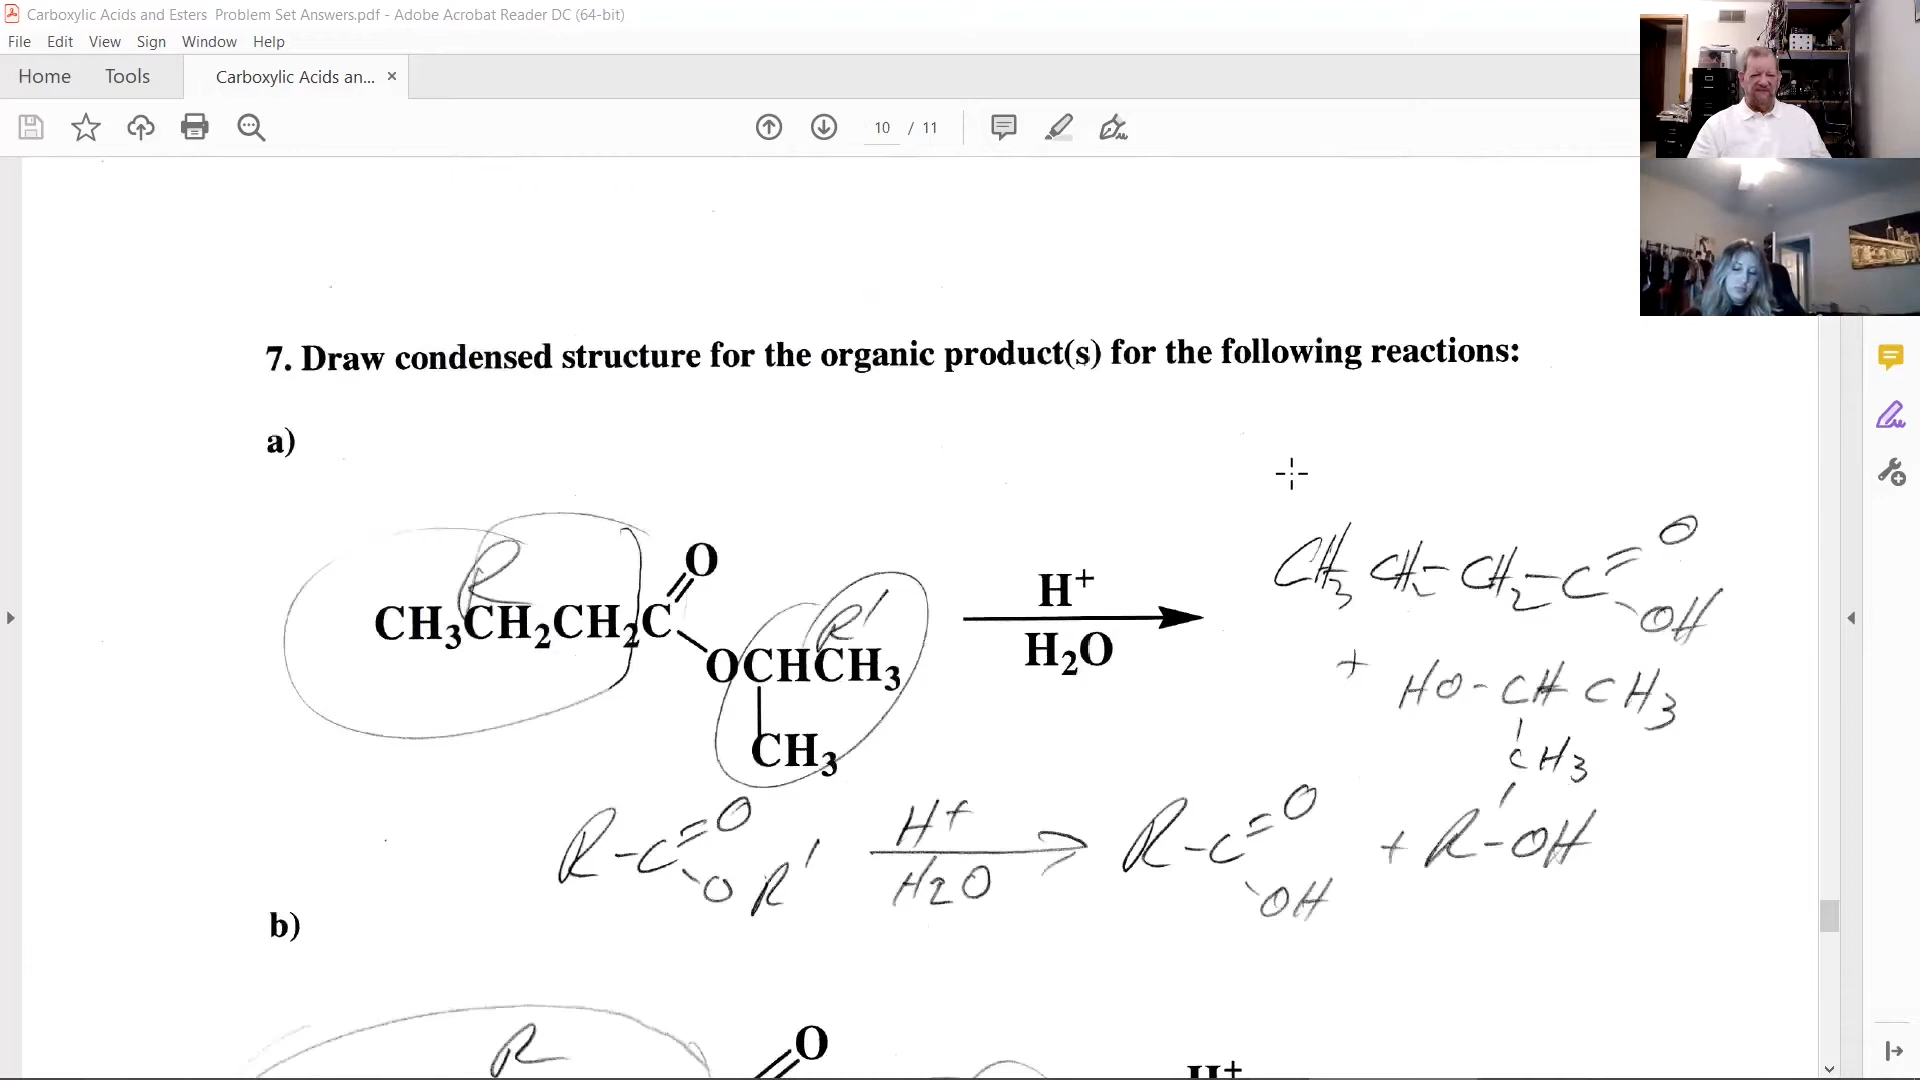 Carboxylic Acids and Esters  Problem Set Answers.pdf - Adobe Acrobat Reader DC (64-bit)
File Edit View Sign Window Help
Home Tools Carboxylic Acids an... ×
10 / 11
7. Draw condensed structure for the organic product(s) for the following reactions:
a)
R
O
CH₃CH₂CH₂C
R'
OCHCH₃
CH₃
H⁺
H₂O
O
CH₃ CH₂-CH₂-C=
OH
+ HO-CH CH₃
CH₃
R-C=O
OR'
H+
H2O
R-C=O
OH
+ R'-OH
b)
R
O
H⁺